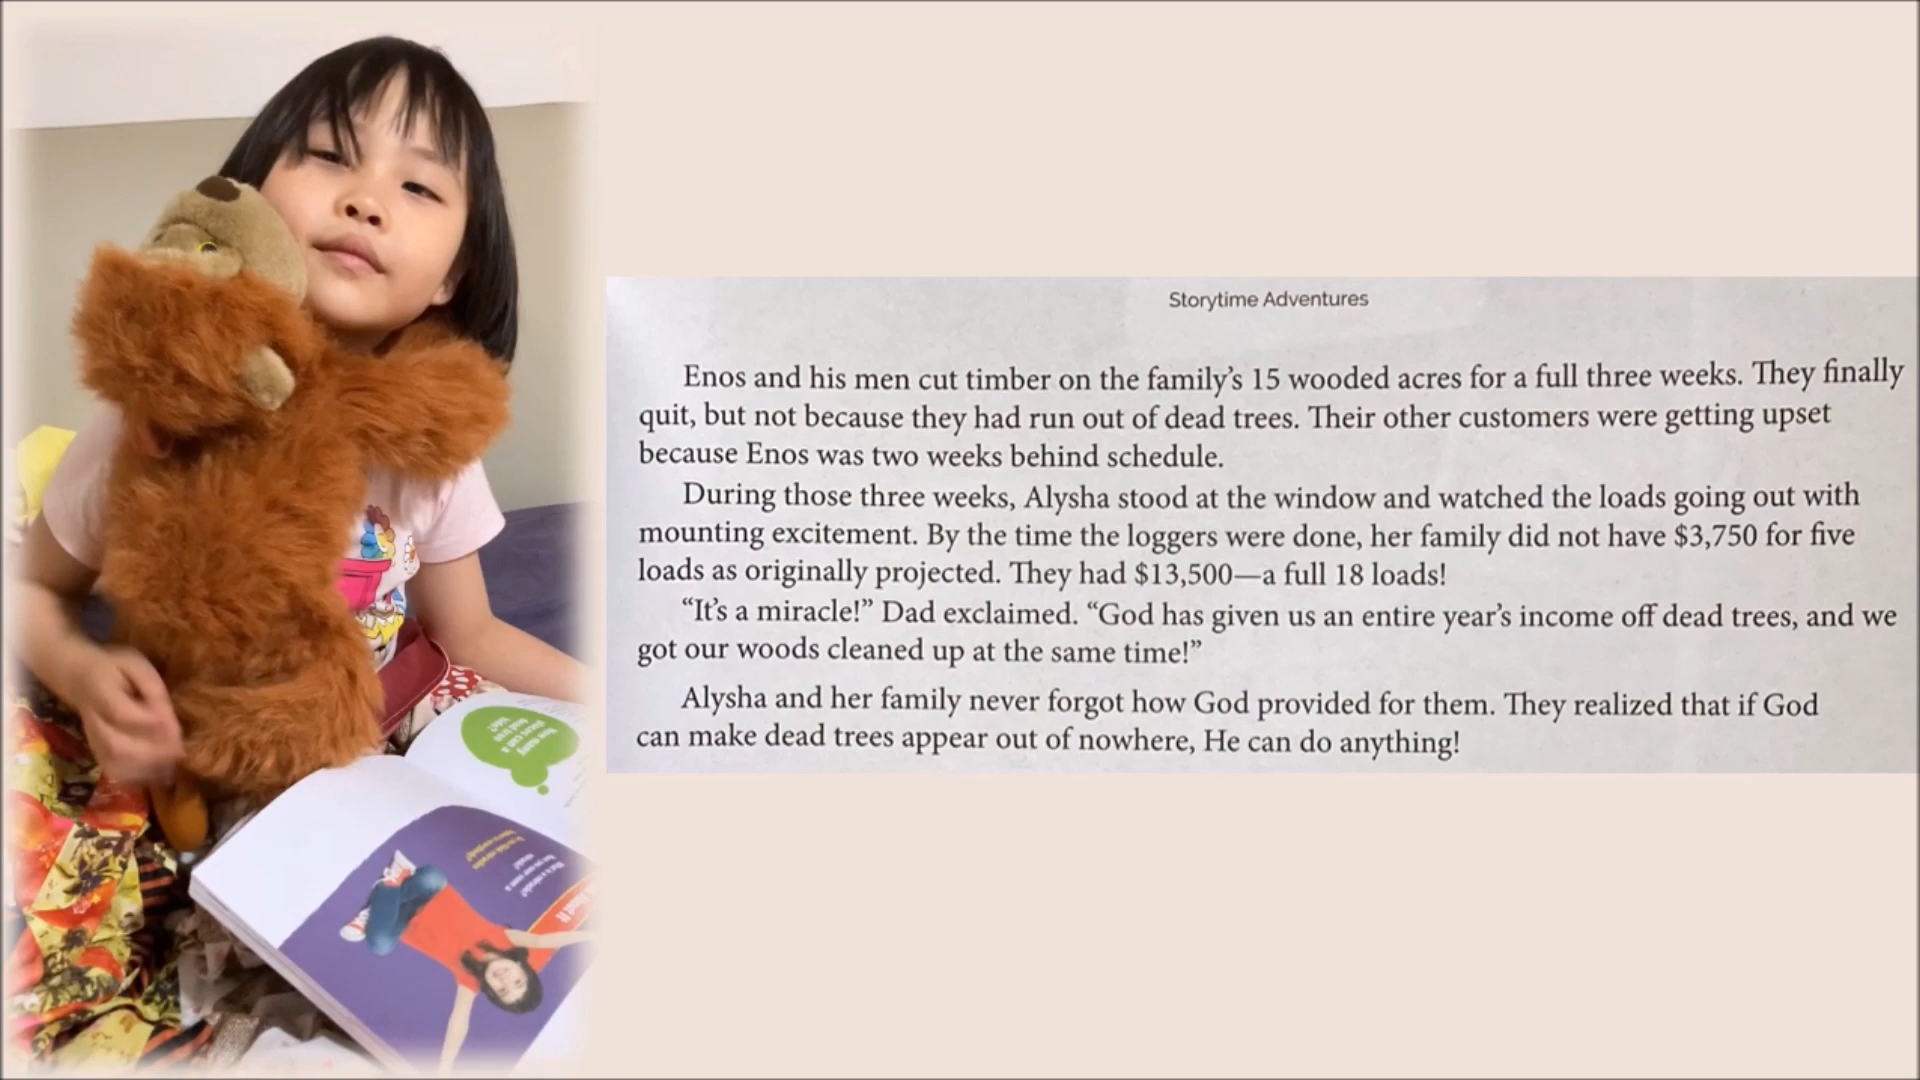 Storytime Adventures
Enos and his men cut timber on the family's 15 wooded acres for a full three weeks. They finally
quit, but not because they had run out of dead trees. Their other customers were getting upset
because Enos was two weeks behind schedule.
During those three weeks, Alysha stood at the window and watched the loads going out with
mounting excitement. By the time the loggers were done, her family did not have $3,750 for five
loads as originally projected. They had $13,500—a full 18 loads!
“It's a miracle!” Dad exclaimed. “God has given us an entire year's income off dead trees, and we
got our woods cleaned up at the same time!”
Alysha and her family never forgot how God provided for them. They realized that if God
can make dead trees appear out of nowhere, He can do anything!
How many
trees can a
dead tree